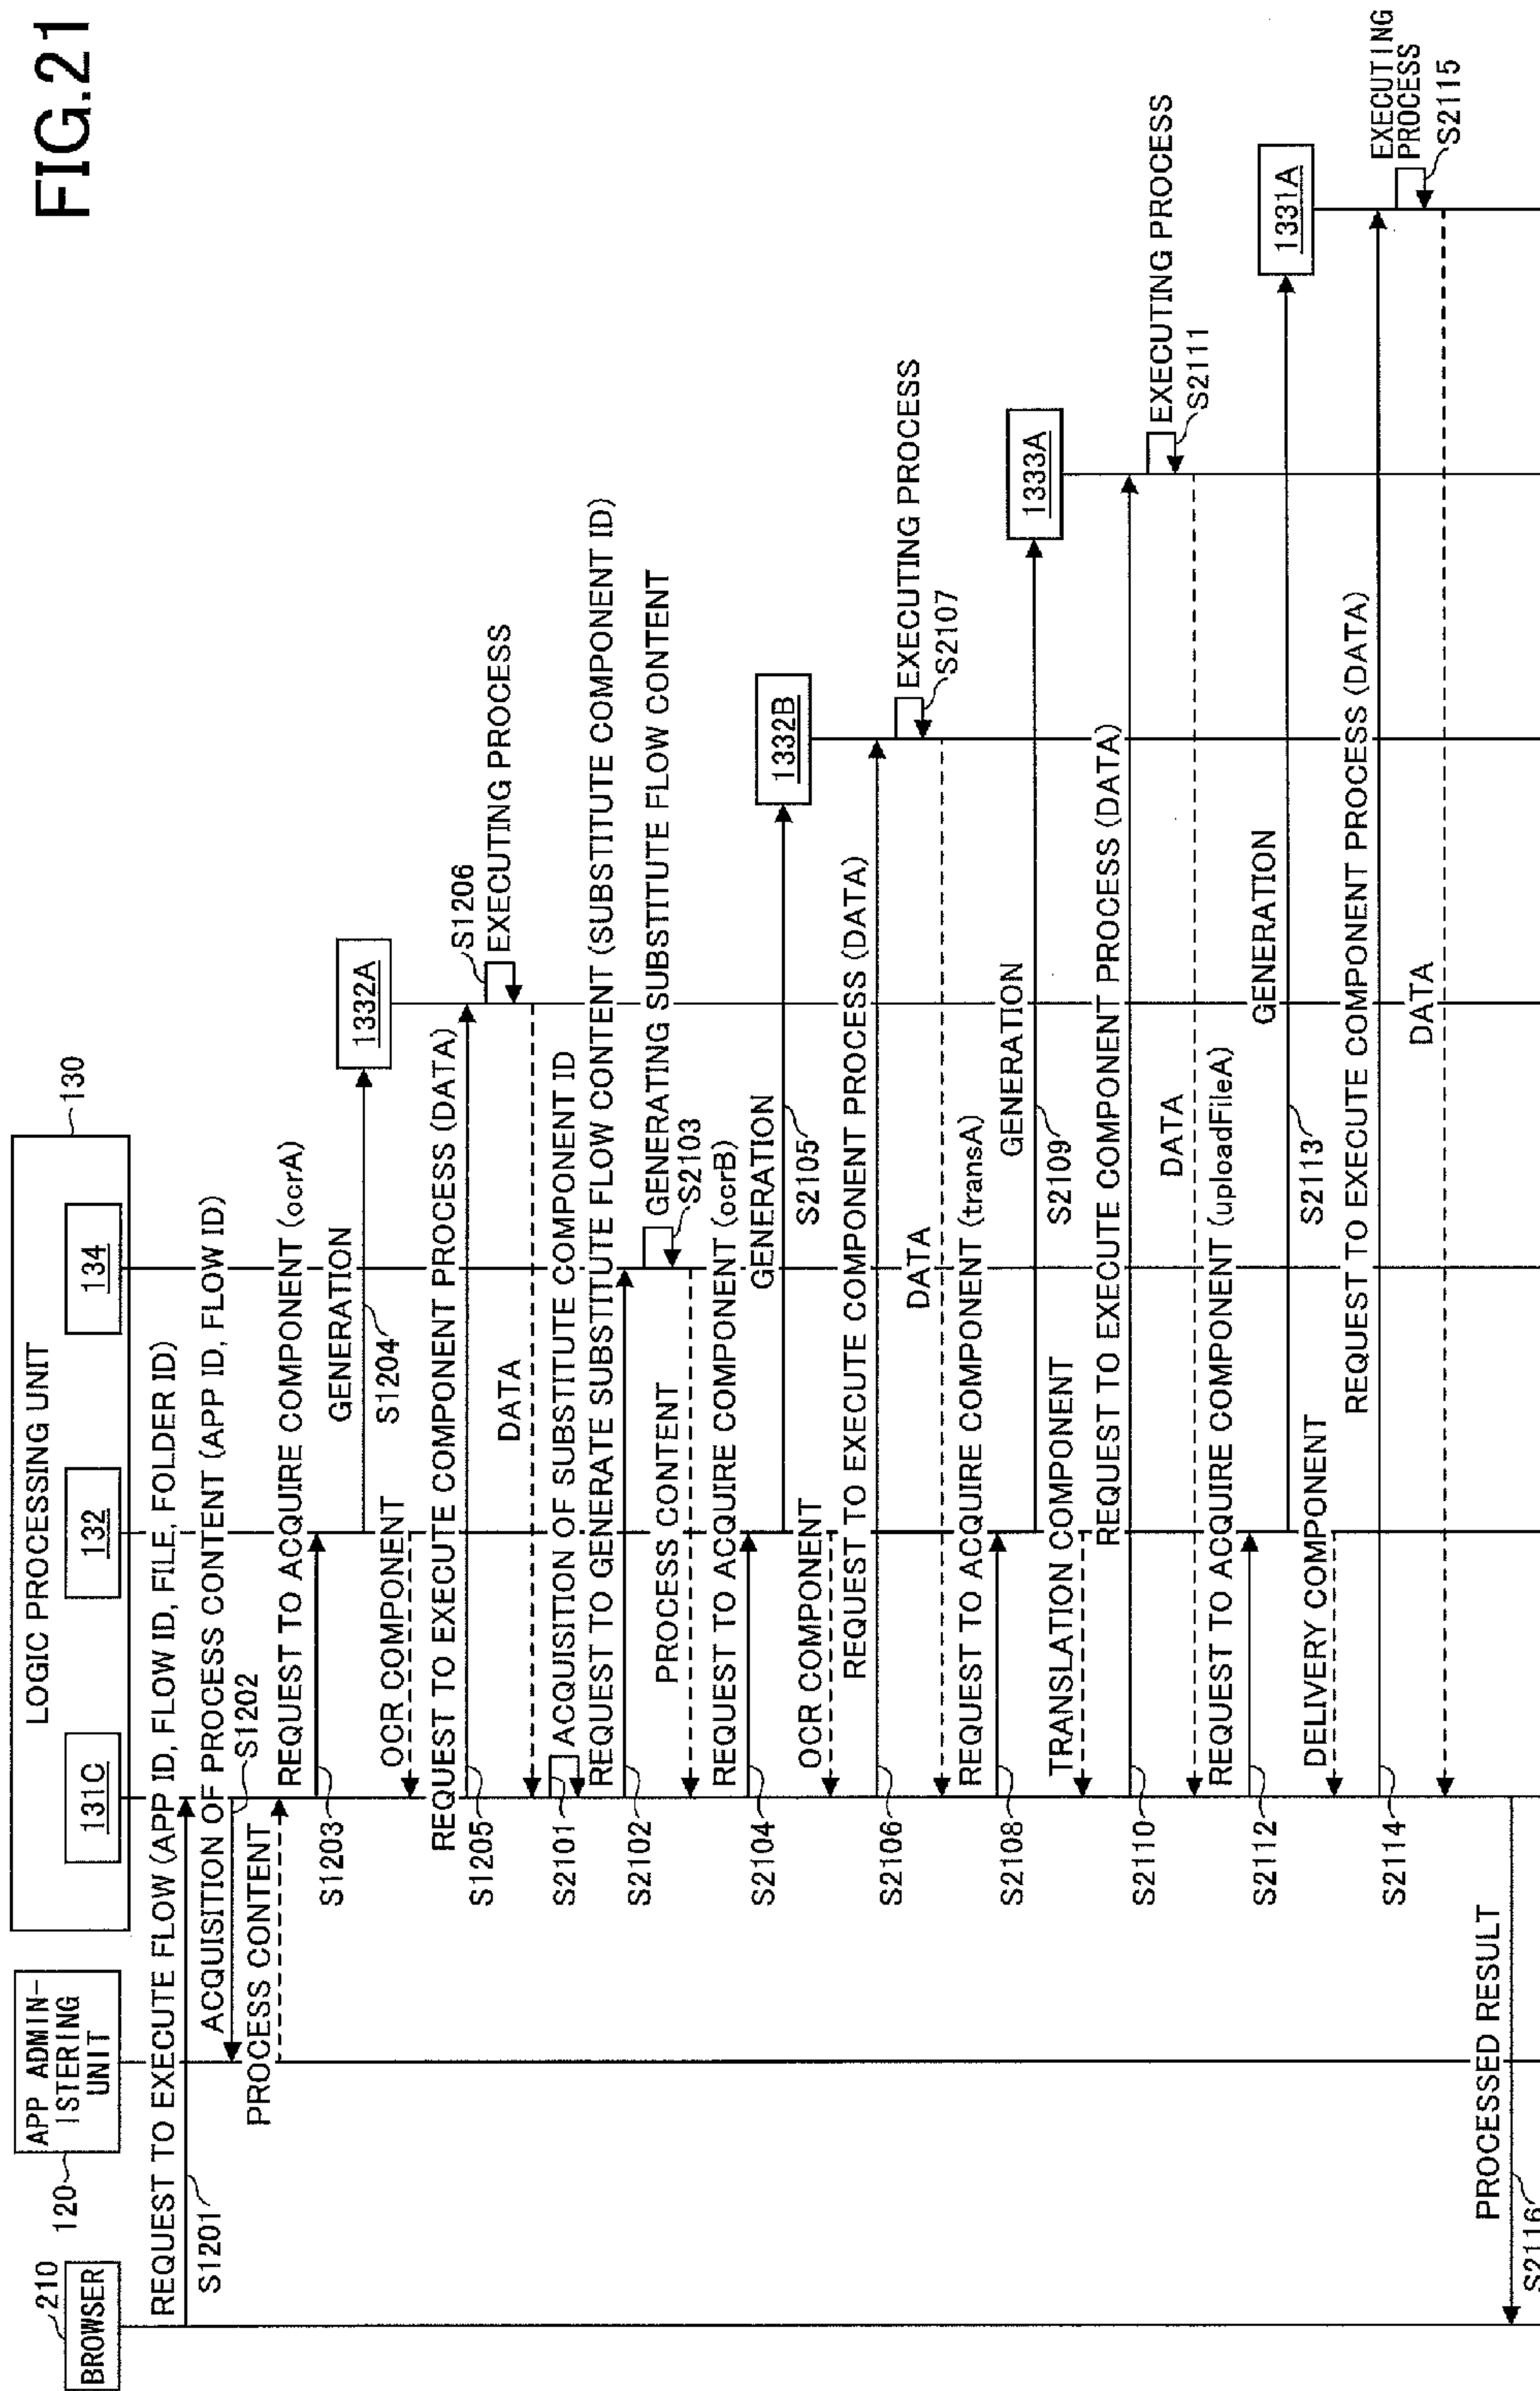 FIG.21
210
BROWSER
120
APP ADMIN-
ISTERING
UNIT
LOGIC PROCESSING UNIT
130
131C
132
134
REQUEST TO EXECUTE FLOW (APP ID, FLOW ID, FILE, FOLDER ID)
S1201
ACQUISITION OF PROCESS CONTENT (APP ID, FLOW ID)
S1202
PROCESS CONTENT
REQUEST TO ACQUIRE COMPONENT (ocrA)
S1203
GENERATION
S1204
1332A
OCR COMPONENT
REQUEST TO EXECUTE COMPONENT PROCESS (DATA)
S1205
S1206
EXECUTING PROCESS
DATA
ACQUISITION OF SUBSTITUTE COMPONENT ID
S2101
REQUEST TO GENERATE SUBSTITUTE FLOW CONTENT (SUBSTITUTE COMPONENT ID)
S2102
GENERATING SUBSTITUTE FLOW CONTENT
S2103
PROCESS CONTENT
REQUEST TO ACQUIRE COMPONENT (ocrB)
S2104
GENERATION
S2105
1332B
OCR COMPONENT
REQUEST TO EXECUTE COMPONENT PROCESS (DATA)
S2106
EXECUTING PROCESS
S2107
DATA
REQUEST TO ACQUIRE COMPONENT (transA)
S2108
GENERATION
S2109
1333A
TRANSLATION COMPONENT
REQUEST TO EXECUTE COMPONENT PROCESS (DATA)
S2110
EXECUTING PROCESS
S2111
DATA
REQUEST TO ACQUIRE COMPONENT (uploadFileA)
S2112
GENERATION
S2113
1331A
DELIVERY COMPONENT
REQUEST TO EXECUTE COMPONENT PROCESS (DATA)
S2114
EXECUTING
PROCESS
S2115
DATA
PROCESSED RESULT
S2116